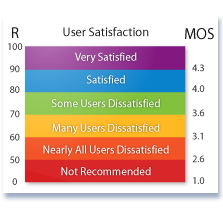 R User Satisfaction MOS
100
Very Satisfied
90 4.3
Satisfied
80 4.0
Some Users Dissatisfied
70 3.6
Many Users Dissatisfied
60 3.1
Nearly All Users Dissatisfied
50 2.6
Not Recommended
0 1.0